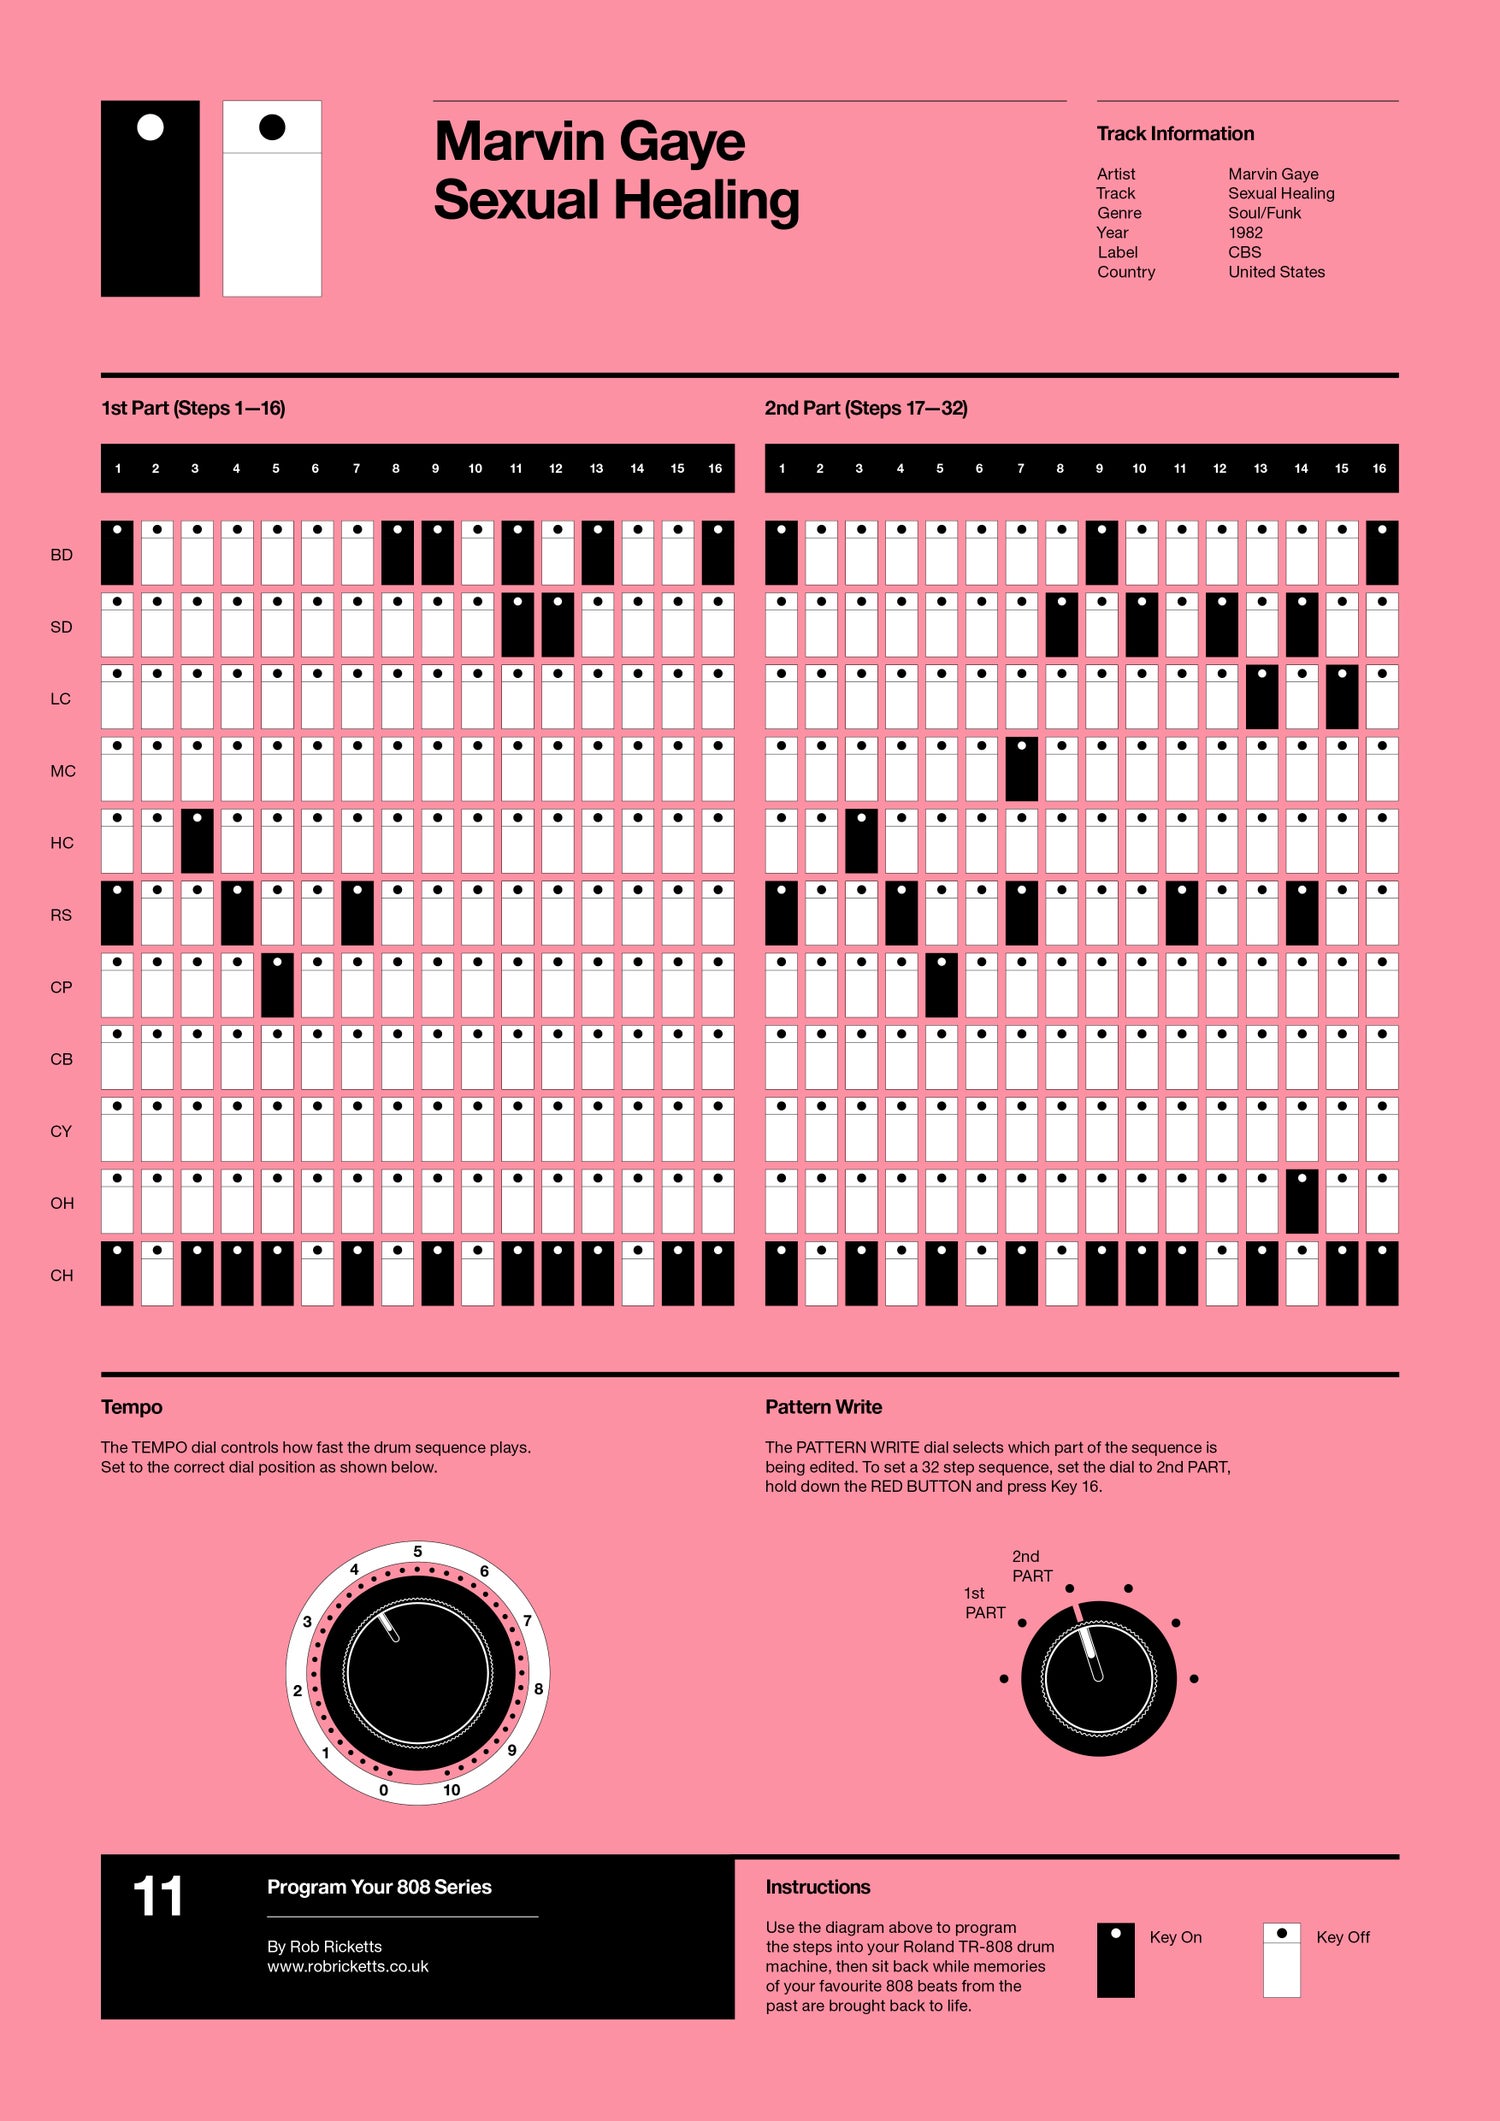 Marvin Gaye
Sexual Healing
Track Information
Artist Marvin Gaye
Track Sexual Healing
Genre Soul/Funk
Year 1982
Label CBS
Country United States
1st Part (Steps 1—16)
1 2 3 4 5 6 7 8 9 10 11 12 13 14 15 16
2nd Part (Steps 17—32)
1 2 3 4 5 6 7 8 9 10 11 12 13 14 15 16
BD
SD
LC
MC
HC
RS
CP
CB
CY
OH
CH
Tempo
The TEMPO dial controls how fast the drum sequence plays.
Set to the correct dial position as shown below.
0 1 2 3 4 5 6 7 8 9 10
Pattern Write
The PATTERN WRITE dial selects which part of the sequence is
being edited. To set a 32 step sequence, set the dial to 2nd PART,
hold down the RED BUTTON and press Key 16.
1st
PART
2nd
PART
11
Program Your 808 Series
By Rob Ricketts
www.robricketts.co.uk
Instructions
Use the diagram above to program
the steps into your Roland TR-808 drum
machine, then sit back while memories
of your favourite 808 beats from the
past are brought back to life.
Key On
Key Off